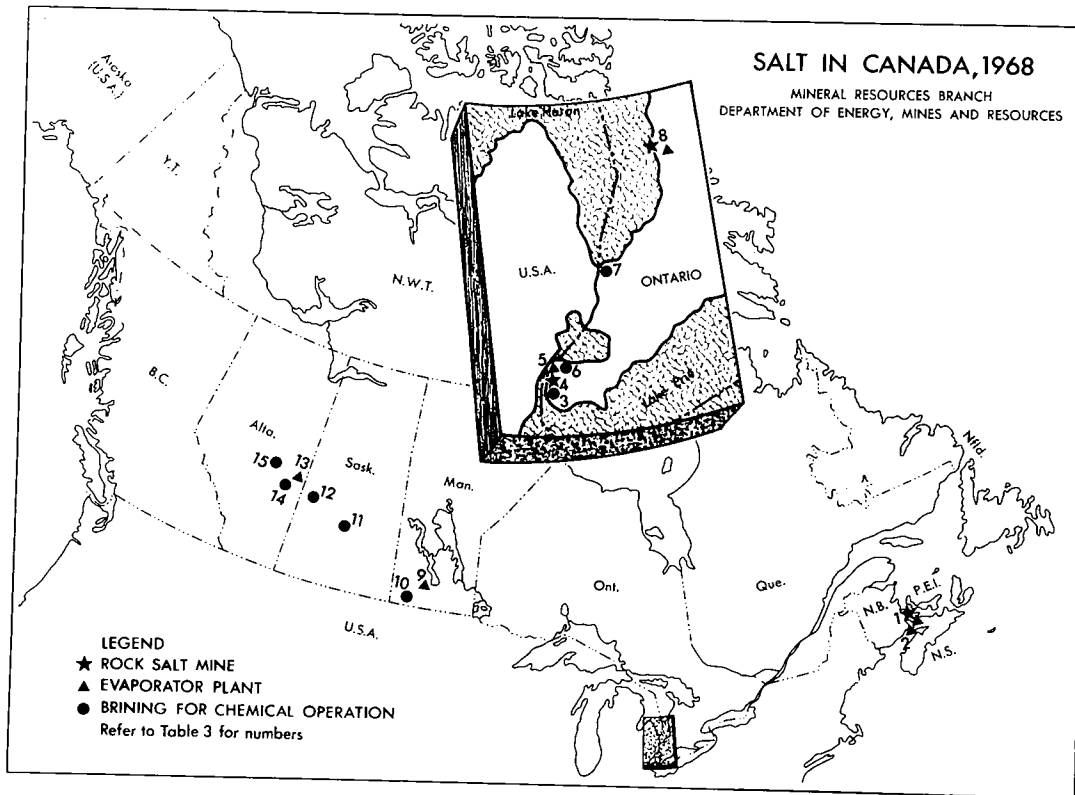 SALT IN CANADA, 1968
MINERAL RESOURCES BRANCH
DEPARTMENT OF ENERGY, MINES AND RESOURCES
Alaska
(U.S.A.)
Y.T.
N.W.T.
B.C.
Alta.
Sask.
Man.
Ont.
Que.
Nfld.
P.E.I.
N.B.
N.S.
U.S.A.
Lake Huron
8
U.S.A.
7
ONTARIO
5
6
4
3
Lake Erie
15
13
14
12
11
10
9
1
2
LEGEND
★ ROCK SALT MINE
▲ EVAPORATOR PLANT
● BRINING FOR CHEMICAL OPERATION
Refer to Table 3 for numbers